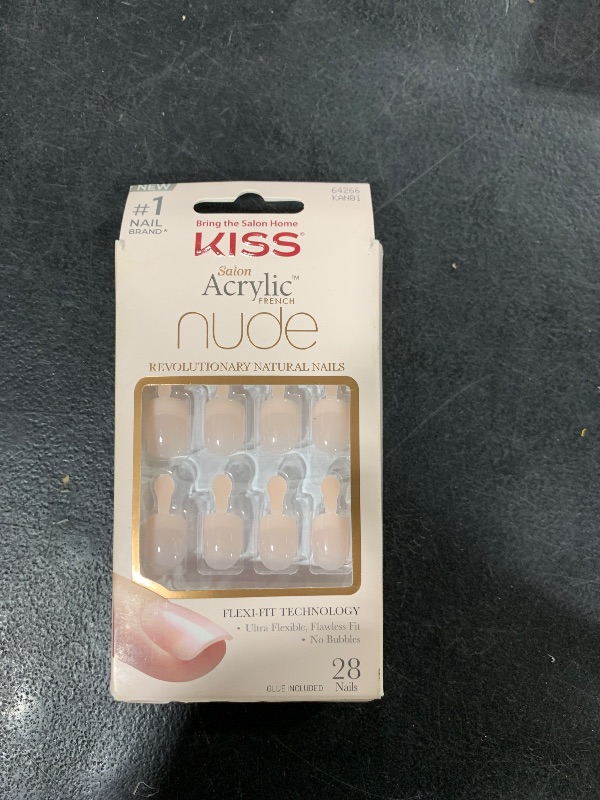 NEW
#1
NAIL
BRAND*
64266
KAN01
Bring the Salon Home
KISS®
Salon
Acrylic™
FRENCH
nude
REVOLUTIONARY NATURAL NAILS
FLEXI-FIT TECHNOLOGY
• Ultra Flexible, Flawless Fit
• No Bubbles
28
GLUE INCLUDED Nails